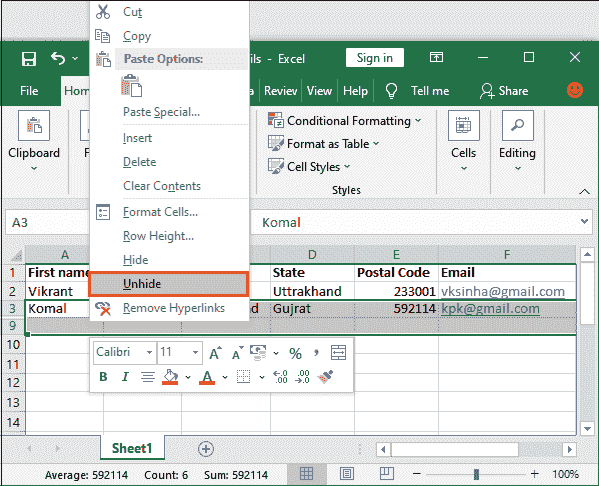 Cut
Copy
Paste Options:
ils - Excel
Sign in
File
Hom
a
Review
View
Help
Tell me
Share
Paste Special...
Insert
Delete
Clear Contents
Format Cells...
Row Height...
Hide
Unhide
Remove Hyperlinks
Clipboard
F
Conditional Formatting
Format as Table
Cell Styles
Styles
Cells
Editing
A3
Komal
A D E F
1 First name State Postal Code Email
2 Vikrant Uttrakhand 233001 vksinha@gmail.com
3 Komal nd Gujrat 592114 kpk@gmail.com
9
10
11
12
13
14
Calibri 11 A A % , 
B I A .00 .00
Sheet1
Average: 592114 Count: 6 Sum: 592114 100%